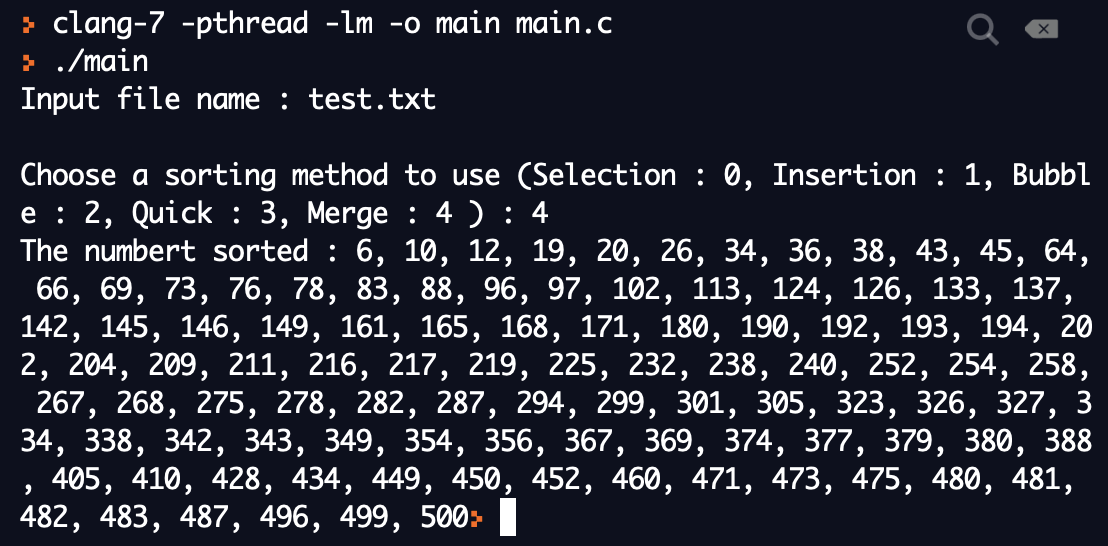 > clang-7 -pthread -lm -o main main.c
> ./main
Input file name : test.txt

Choose a sorting method to use (Selection : 0, Insertion : 1, Bubbl
e : 2, Quick : 3, Merge : 4 ) : 4
The numbert sorted : 6, 10, 12, 19, 20, 26, 34, 36, 38, 43, 45, 64,
 66, 69, 73, 76, 78, 83, 88, 96, 97, 102, 113, 124, 126, 133, 137,
142, 145, 146, 149, 161, 165, 168, 171, 180, 190, 192, 193, 194, 20
2, 204, 209, 211, 216, 217, 219, 225, 232, 238, 240, 252, 254, 258,
 267, 268, 275, 278, 282, 287, 294, 299, 301, 305, 323, 326, 327, 3
34, 338, 342, 343, 349, 354, 356, 367, 369, 374, 377, 379, 380, 388
, 405, 410, 428, 434, 449, 450, 452, 460, 471, 473, 475, 480, 481,
482, 483, 487, 496, 499, 500>